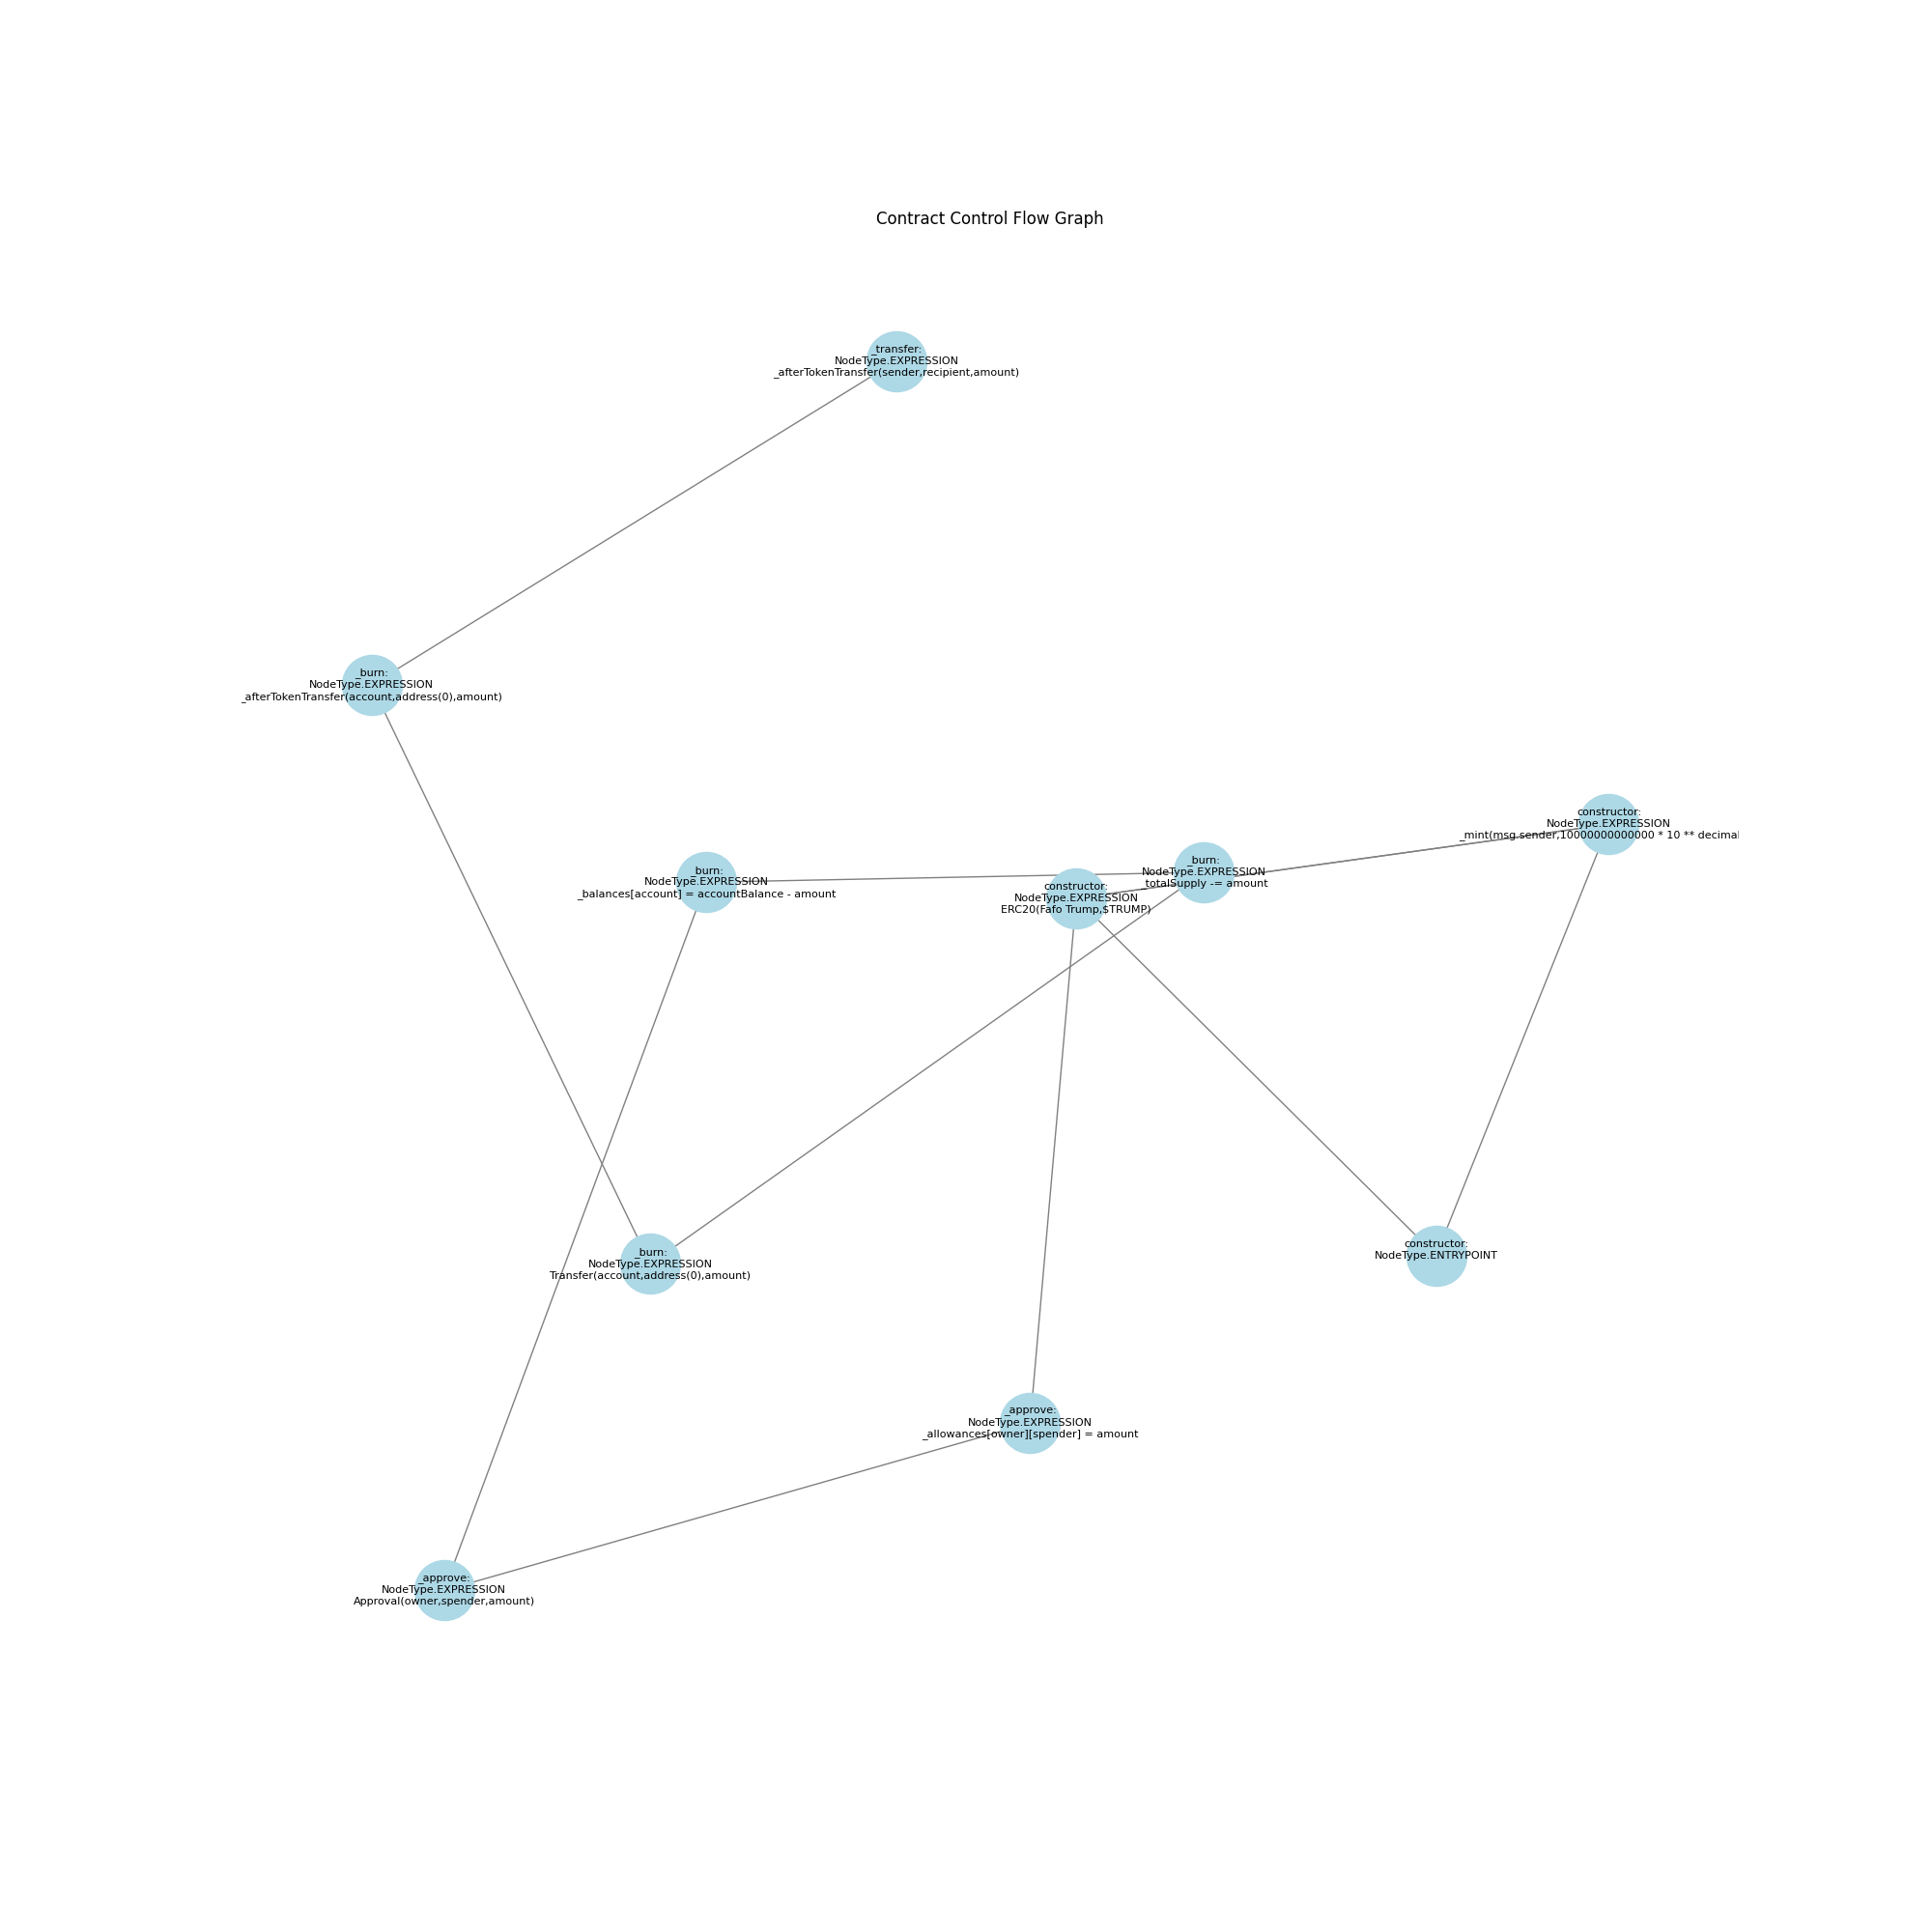 Contract Control Flow Graph
_transfer:
NodeType.EXPRESSION
_afterTokenTransfer(sender,recipient,amount)
_burn:
NodeType.EXPRESSION
_afterTokenTransfer(account,address(0),amount)
constructor:
NodeType.EXPRESSION
_mint(msg.sender,10000000000000 * 10 ** decimal
_burn:
NodeType.EXPRESSION
_totalSupply -= amount
_burn:
NodeType.EXPRESSION
_balances[account] = accountBalance - amount
constructor:
NodeType.EXPRESSION
ERC20(Fafo Trump,$TRUMP)
constructor:
NodeType.ENTRYPOINT
_burn:
NodeType.EXPRESSION
Transfer(account,address(0),amount)
_approve:
NodeType.EXPRESSION
_allowances[owner][spender] = amount
_approve:
NodeType.EXPRESSION
Approval(owner,spender,amount)